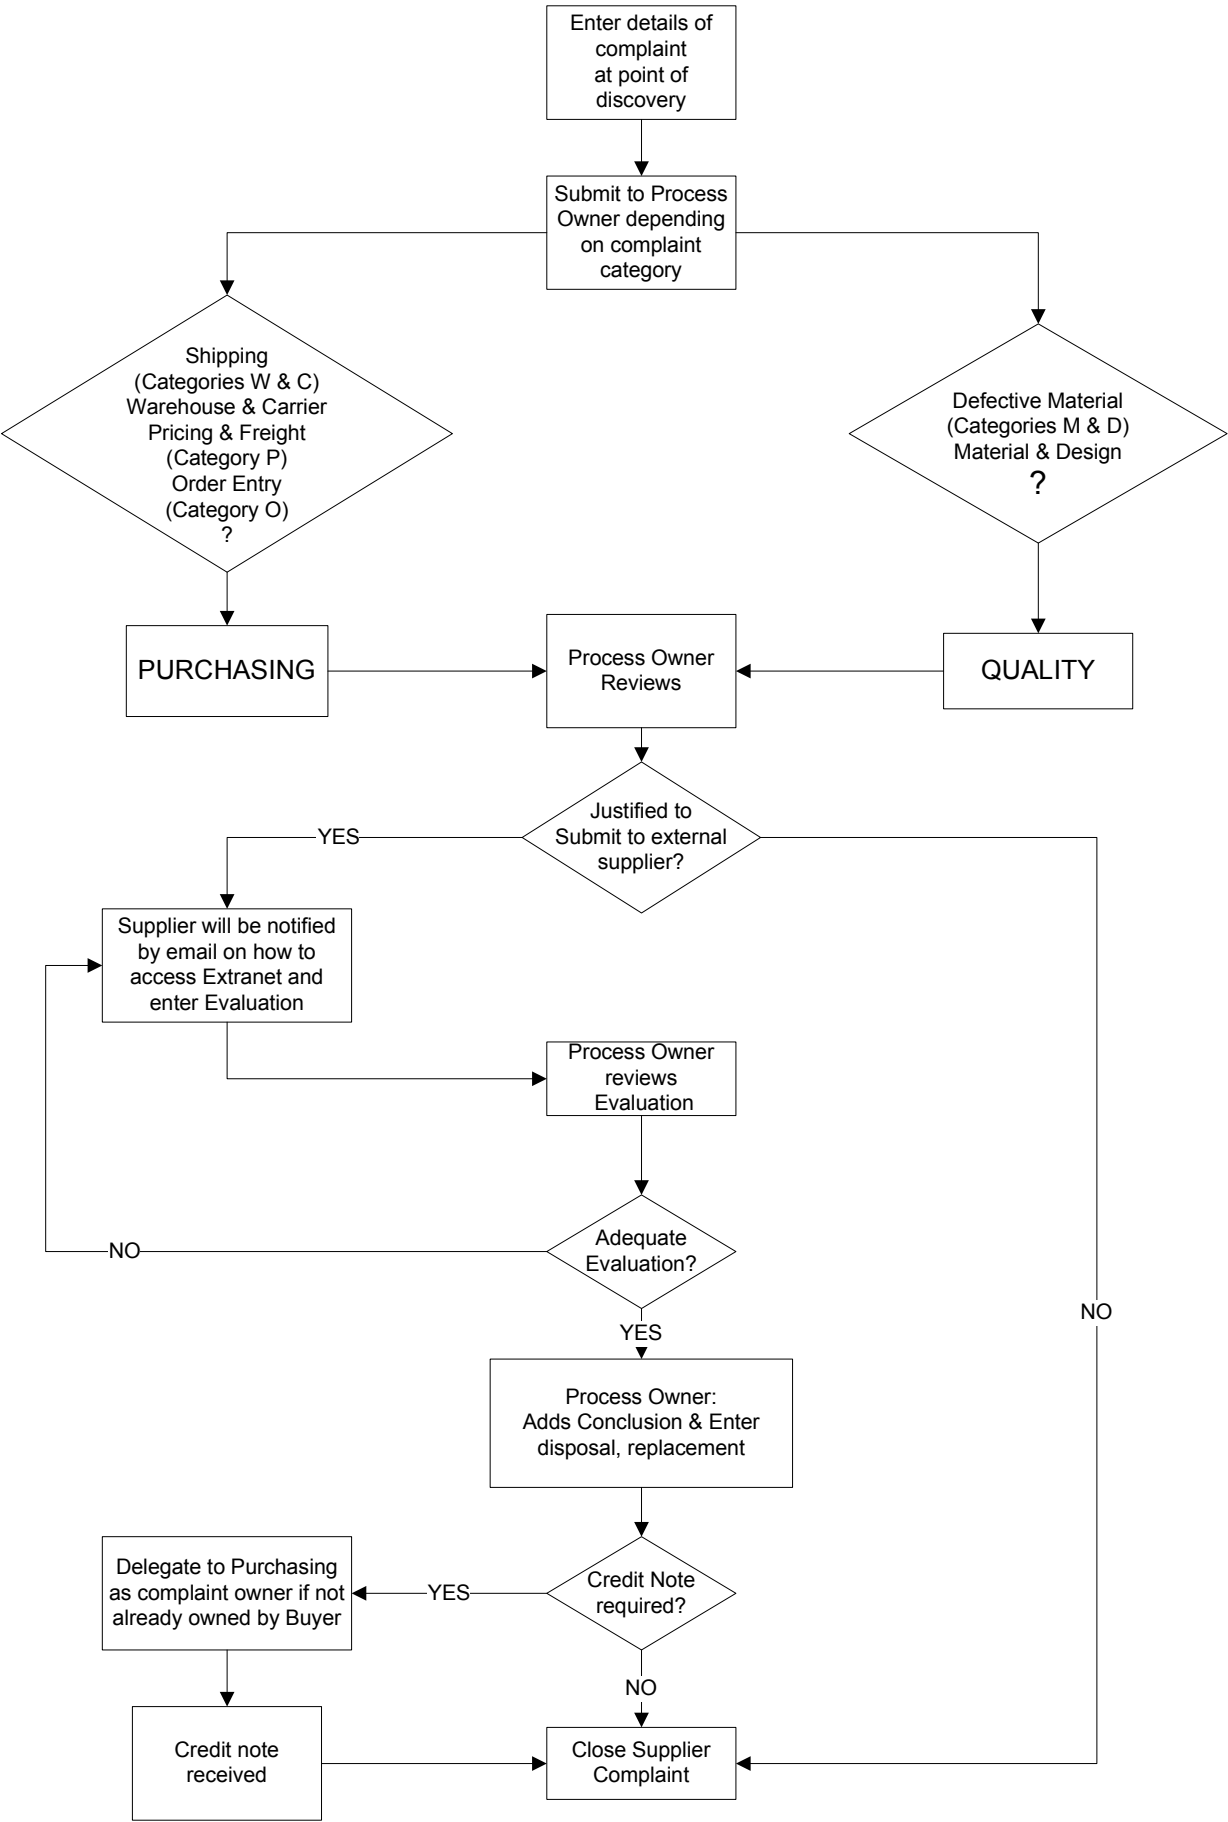 Enter details of
complaint
at point of
discovery
Submit to Process
Owner depending
on complaint
category
Shipping
(Categories W & C)
Warehouse & Carrier
Pricing & Freight
(Category P)
Order Entry
(Category O)
?
Defective Material
(Categories M & D)
Material & Design
?
PURCHASING
Process Owner
Reviews
QUALITY
Justified to
Submit to external
supplier?
YES
Supplier will be notified
by email on how to
access Extranet and
enter Evaluation
Process Owner
reviews
Evaluation
Adequate
Evaluation?
NO
NO
YES
Process Owner:
Adds Conclusion & Enter
disposal, replacement
Delegate to Purchasing
as complaint owner if not
already owned by Buyer
YES
Credit Note
required?
NO
Credit note
received
Close Supplier
Complaint